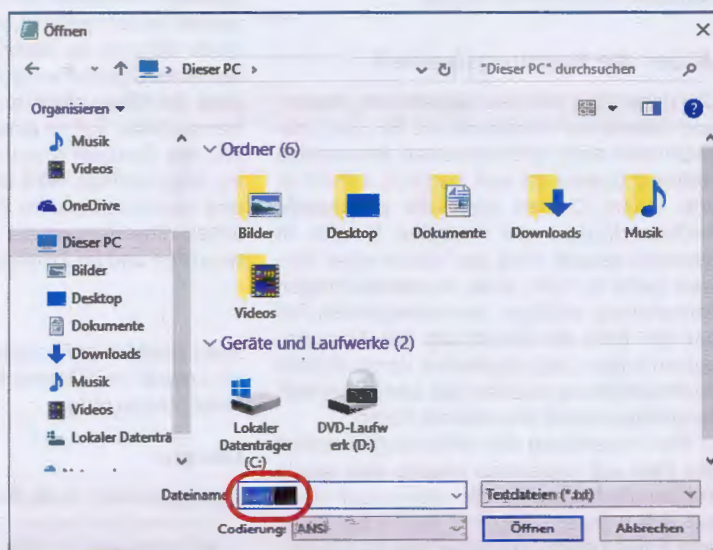 Öffnen
Dieser PC
"Dieser PC" durchsuchen
Organisieren
Musik
Videos
OneDrive
Dieser PC
Bilder
Desktop
Dokumente
Downloads
Musik
Videos
Lokaler Datenträ
Ordner (6)
Bilder
Desktop
Dokumente
Downloads
Musik
Videos
Geräte und Laufwerke (2)
Lokaler
Datenträger
(C:)
DVD-Laufw
erk (D:)
Dateiname
Textdateien (*.txt)
Codierung: ANSI
Öffnen
Abbrechen